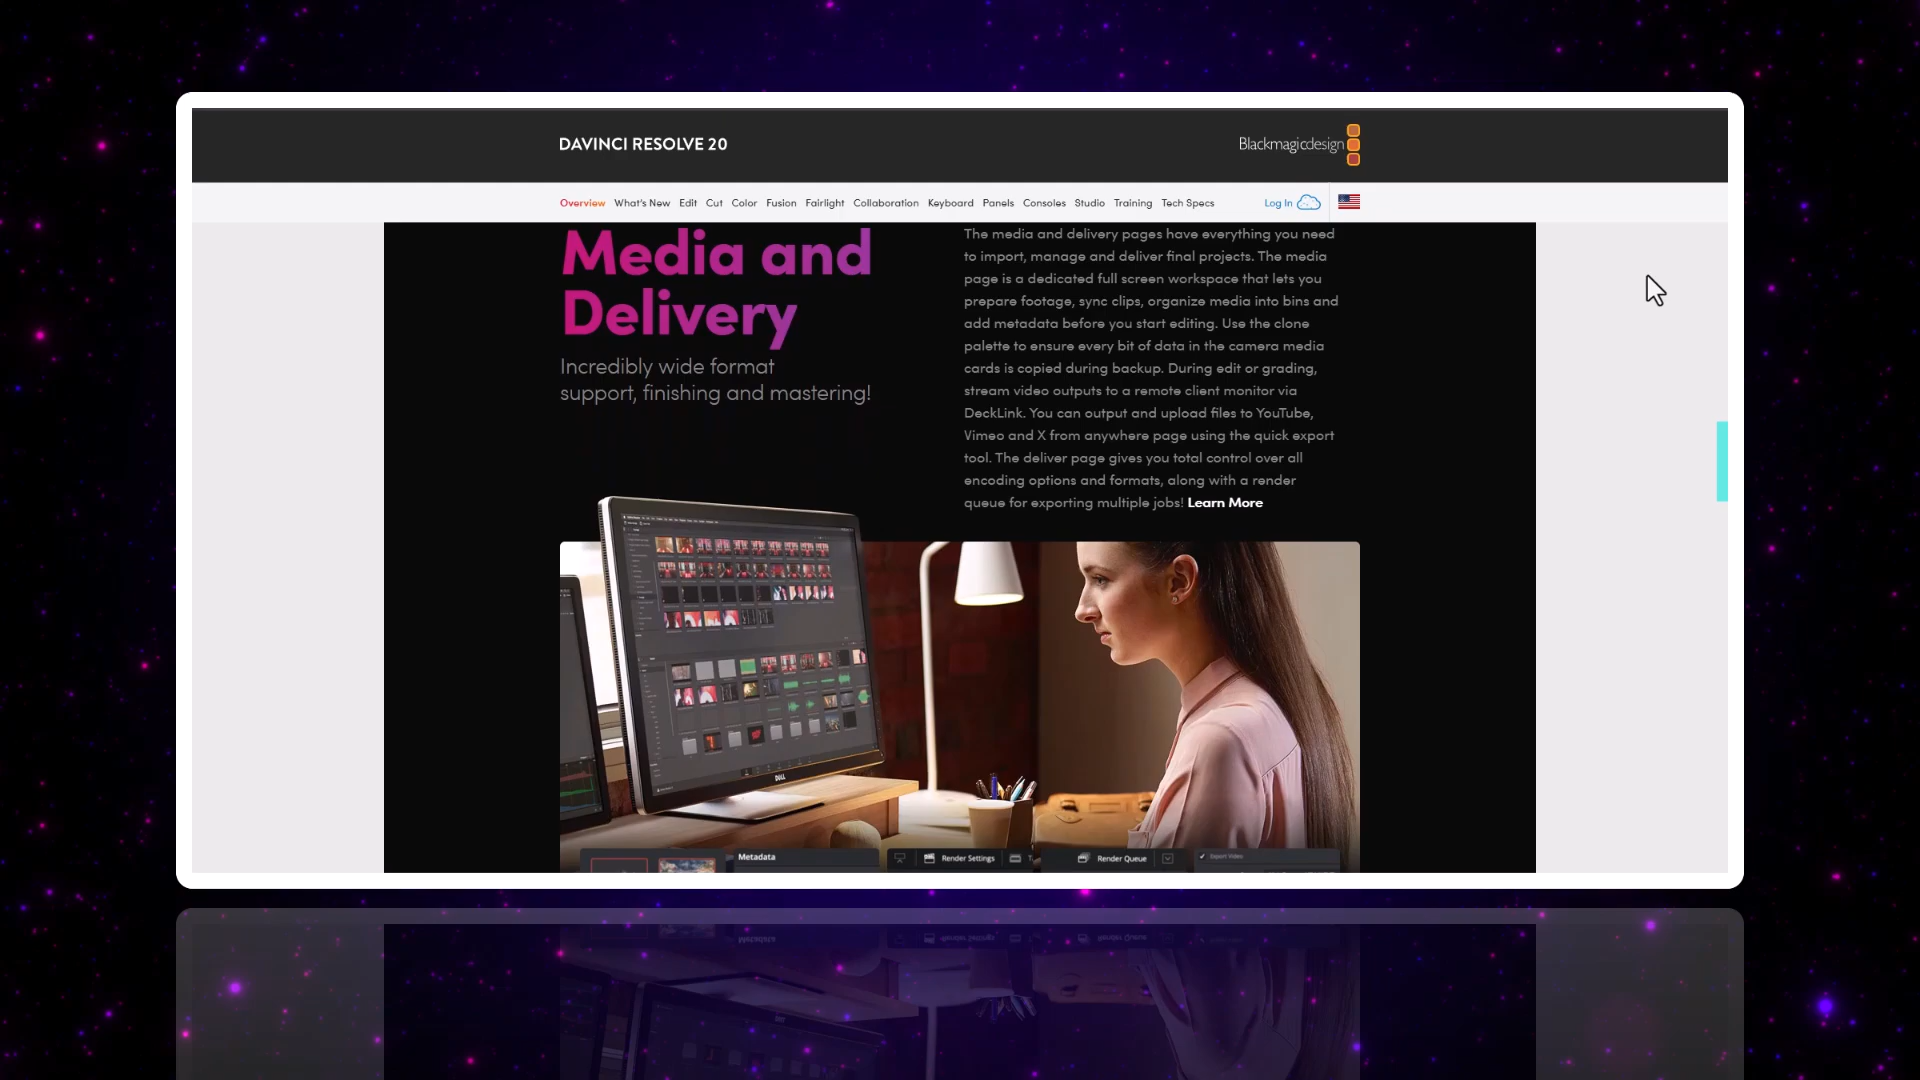 DAVINCI RESOLVE 20
Blackmagicdesign
Overview What's New Edit Cut Color Fusion Fairlight Collaboration Keyboard Panels Consoles Studio Training Tech Specs Log In
Media and
Delivery
Incredibly wide format
support, finishing and mastering!
The media and delivery pages have everything you need
to import, manage and deliver final projects. The media
page is a dedicated full screen workspace that lets you
prepare footage, sync clips, organize media into bins and
add metadata before you start editing. Use the clone
palette to ensure every bit of data in the camera media
cards is copied during backup. During edit or grading,
stream video outputs to a remote client monitor via
DeckLink. You can output and upload files to YouTube,
Vimeo and X from anywhere page using the quick export
tool. The deliver page gives you total control over all
encoding options and formats, along with a render
queue for exporting multiple jobs! Learn More
DELL
Metadata
Render Settings
Render Queue
Export Video